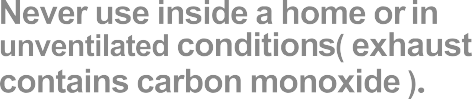 Never use inside a home or in
unventilated conditions( exhaust
contains carbon monoxide ).